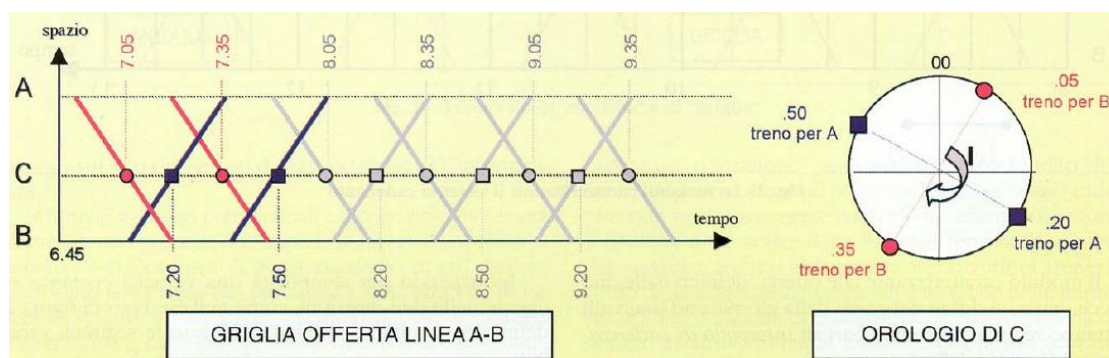 spazio
7.05
7.35
8.05
8.35
9.05
9.35
A
C
B
tempo
6.45
7.20
7.50
8.20
8.50
9.20
GRIGLIA OFFERTA LINEA A-B
00
.05
treno per B
.50
treno per A
I
.20
treno per A
.35
treno per B
OROLOGIO DI C